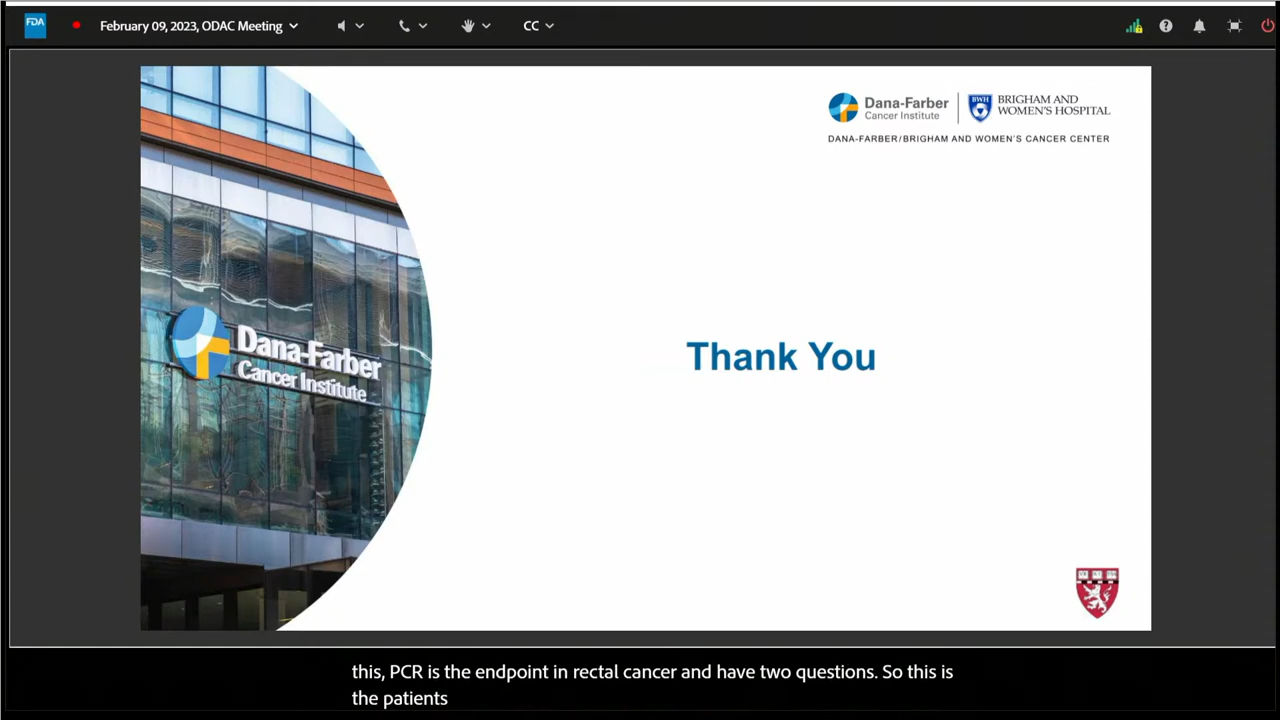 FDA
February 09, 2023, ODAC Meeting
CC
Dana-Farber
Cancer Institute
BWH
BRIGHAM AND
WOMEN'S HOSPITAL
DANA-FARBER/BRIGHAM AND WOMEN'S CANCER CENTER
Dana-Farber
Cancer Institute
Thank You
this, PCR is the endpoint in rectal cancer and have two questions. So this is
the patients